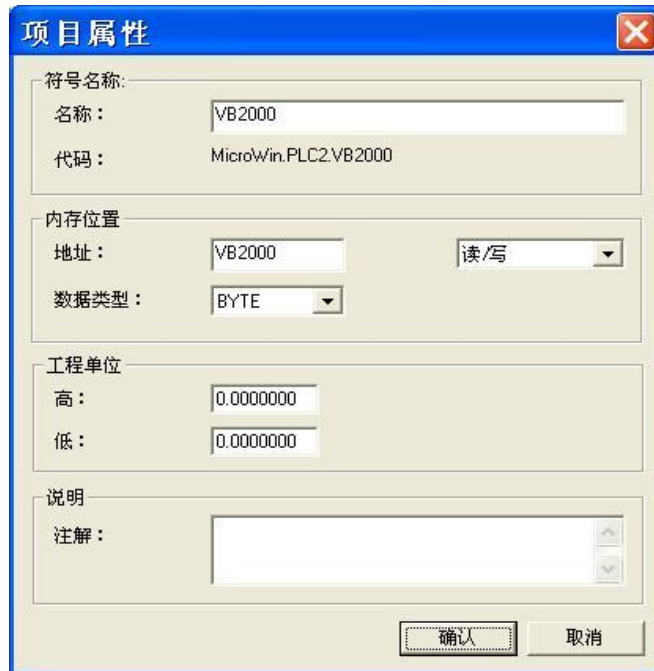 项目属性
符号名称:
名称： VB2000
代码： MicroWin.PLC2.VB2000
内存位置
地址： VB2000 读/写
数据类型： BYTE
工程单位
高： 0.0000000
低： 0.0000000
说明
注解：
确认 取消